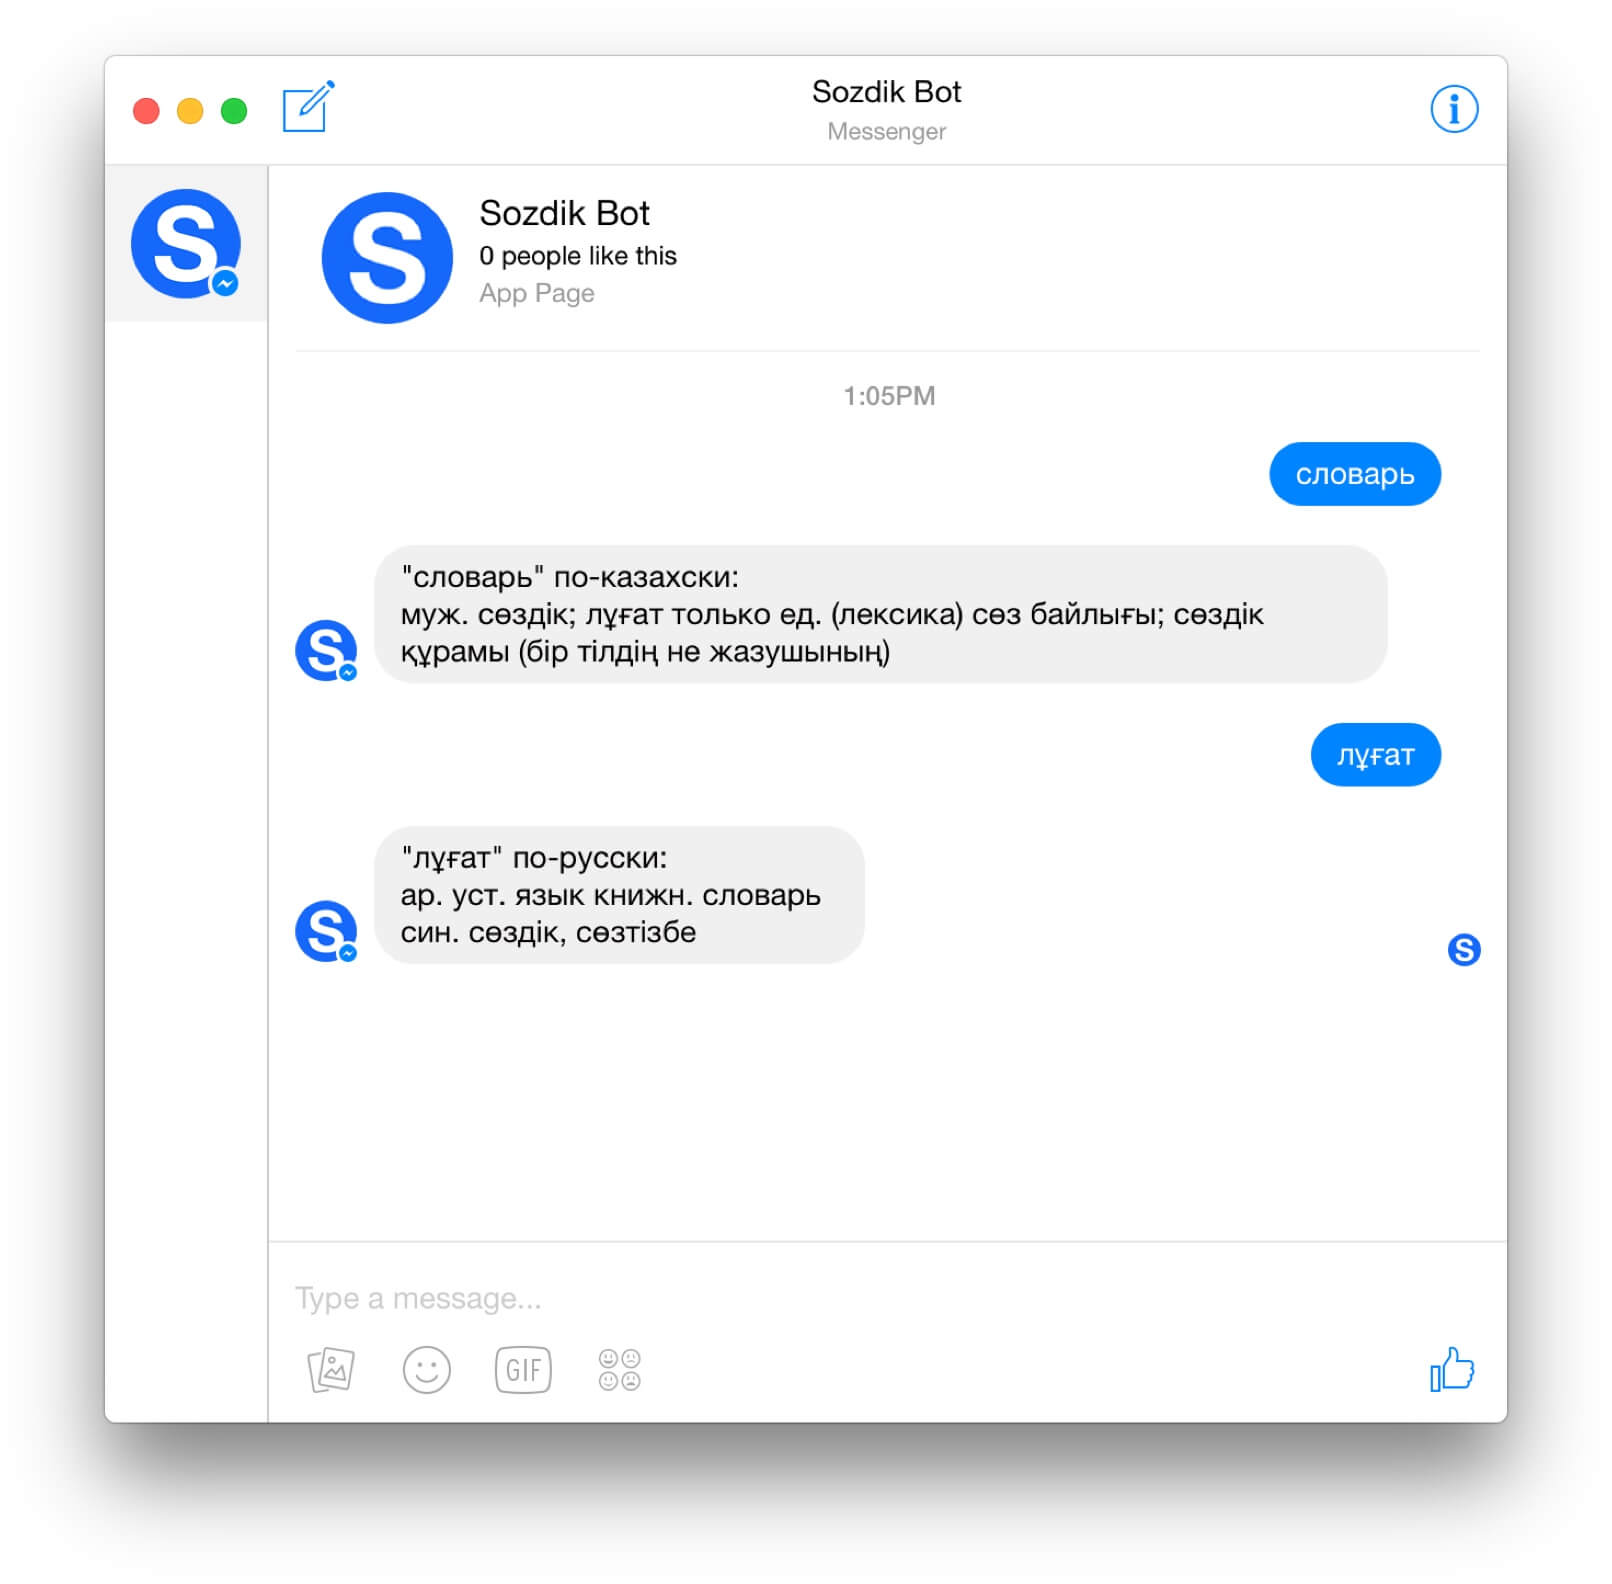 Sozdik Bot
Messenger
S
S
Sozdik Bot
0 people like this
App Page
1:05PM
словарь
"словарь" по-казахски:
муж. сөздік; лұғат только ед. (лексика) сөз байлығы; сөздік
құрамы (бір тілдің не жазушының)
S
лұғат
"лұғат" по-русски:
ар. уст. язык книжн. словарь
син. сөздік, сөзтізбе
S
S
Type a message...
GIF